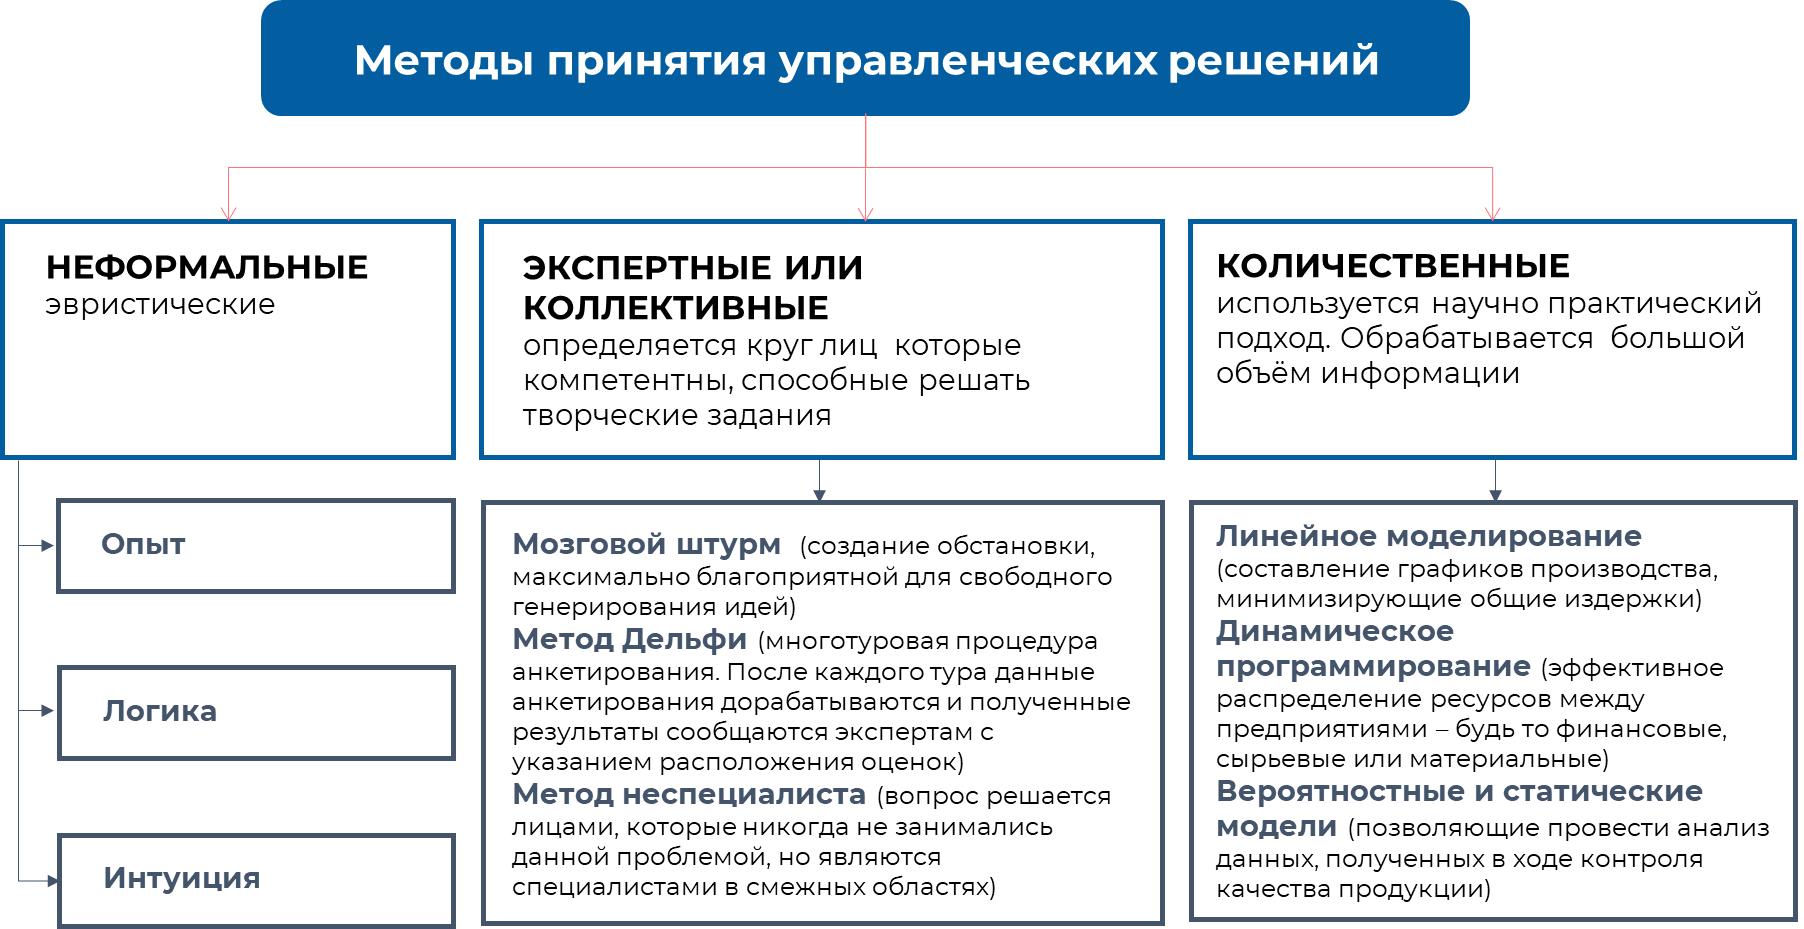 Методы принятия управленческих решений
НЕФОРМАЛЬНЫЕ
эвристические
Опыт
Логика
Интуиция
ЭКСПЕРТНЫЕ ИЛИ
КОЛЛЕКТИВНЫЕ
определяется круг лиц которые
компетентны, способные решать
творческие задания
Мозговой штурм (создание обстановки,
максимально благоприятной для свободного
генерирования идей)
Метод Дельфи (многотуровая процедура
анкетирования. После каждого тура данные
анкетирования дорабатываются и полученные
результаты сообщаются экспертам с
указанием расположения оценок)
Метод неспециалиста (вопрос решается
лицами, которые никогда не занимались
данной проблемой, но являются
специалистами в смежных областях)
КОЛИЧЕСТВЕННЫЕ
используется научно практический
подход. Обрабатывается большой
объём информации
Линейное моделирование
(составление графиков производства,
минимизирующие общие издержки)
Динамическое
программирование (эффективное
распределение ресурсов между
предприятиями – будь то финансовые,
сырьевые или материальные)
Вероятностные и статические
модели (позволяющие провести анализ
данных, полученных в ходе контроля
качества продукции)